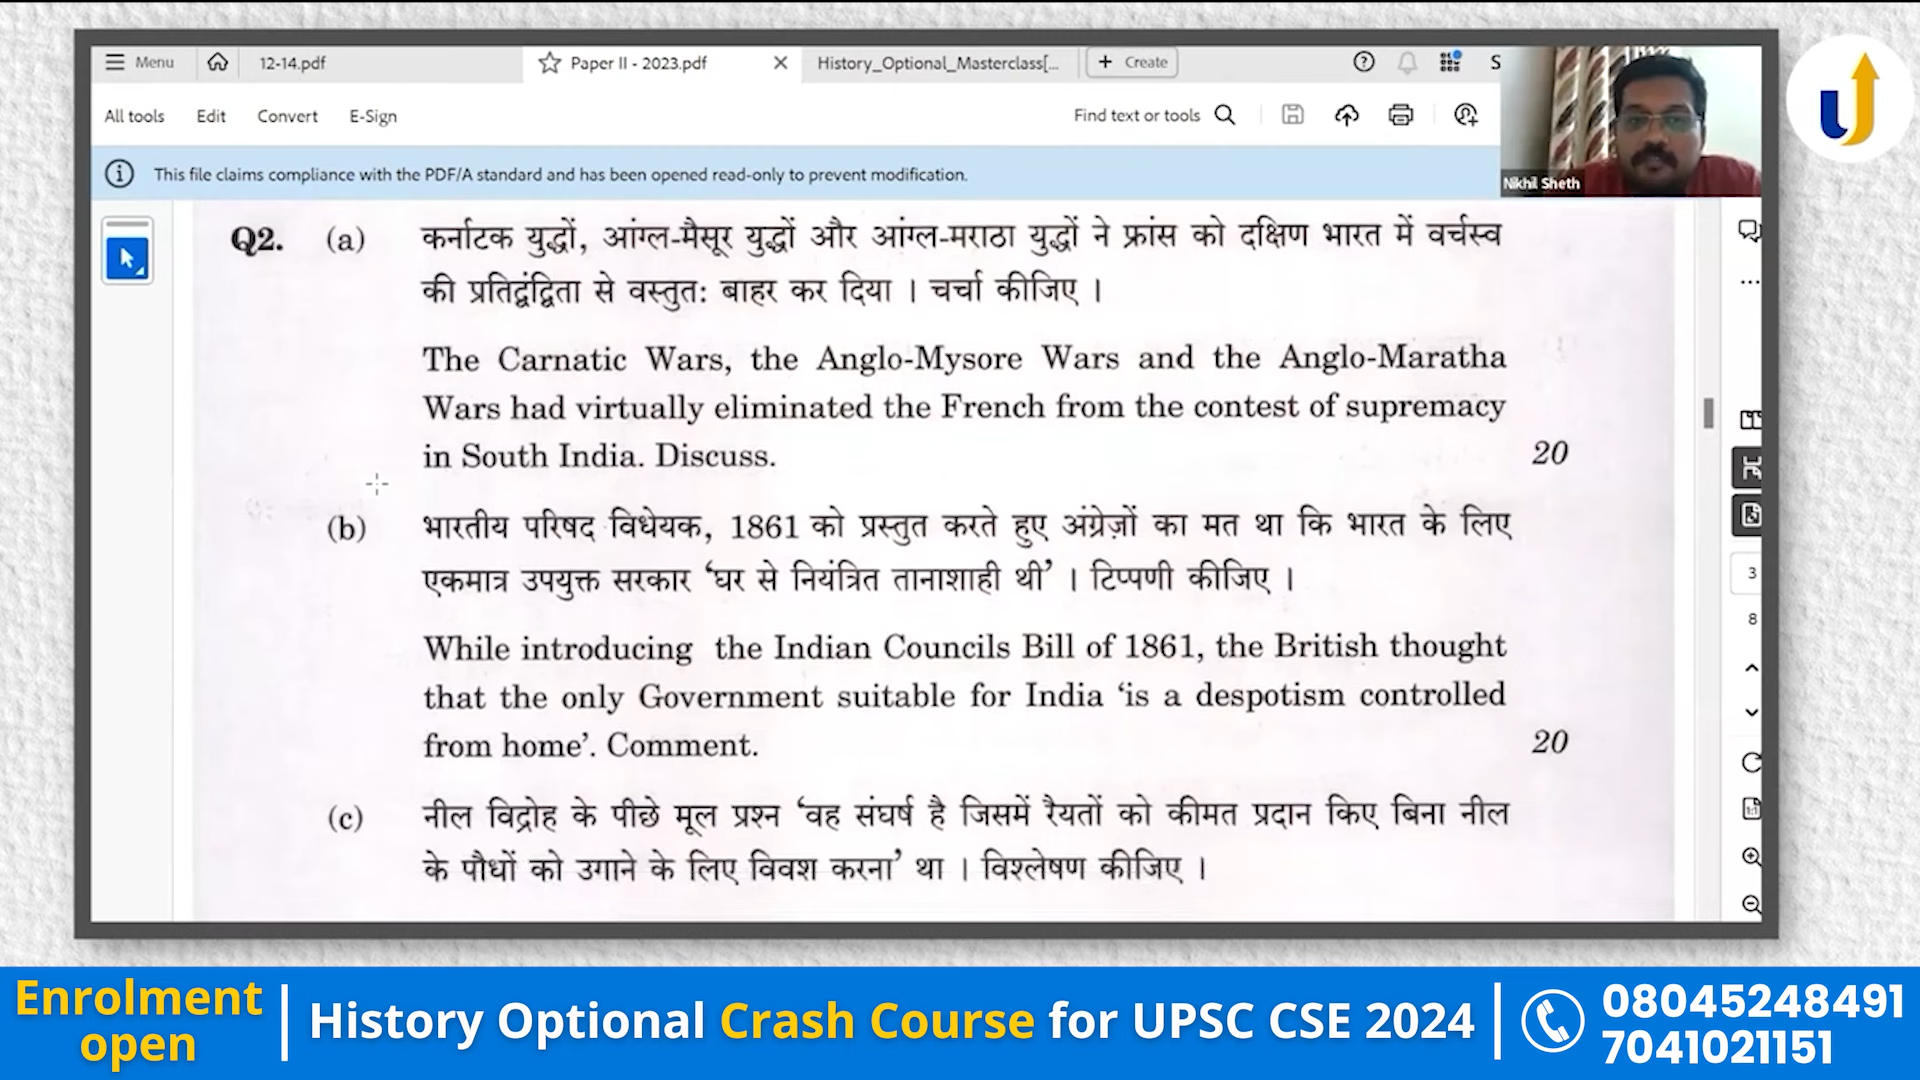 Menu
12-14.pdf
Paper II - 2023.pdf
History_Optional_Masterclass[...
+ Create
S
All tools
Edit
Convert
E-Sign
Find text or tools
This file claims compliance with the PDF/A standard and has been opened read-only to prevent modification.
Nikhil Sheth
Q2. (a) कर्नाटक युद्धों, आंग्ल-मैसूर युद्धों और आंग्ल-मराठा युद्धों ने फ्रांस को दक्षिण भारत में वर्चस्व
की प्रतिद्वंद्विता से वस्तुतः बाहर कर दिया । चर्चा कीजिए ।
The Carnatic Wars, the Anglo-Mysore Wars and the Anglo-Maratha
Wars had virtually eliminated the French from the contest of supremacy
in South India. Discuss. 20
(b) भारतीय परिषद विधेयक, 1861 को प्रस्तुत करते हुए अंग्रेज़ों का मत था कि भारत के लिए
एकमात्र उपयुक्त सरकार 'घर से नियंत्रित तानाशाही थी' । टिप्पणी कीजिए ।
While introducing the Indian Councils Bill of 1861, the British thought
that the only Government suitable for India 'is a despotism controlled
from home'. Comment. 20
(c) नील विद्रोह के पीछे मूल प्रश्न 'वह संघर्ष है जिसमें रैयतों को कीमत प्रदान किए बिना नील
के पौधों को उगाने के लिए विवश करना' था । विश्लेषण कीजिए ।
3
8
Enrolment
open
History Optional Crash Course for UPSC CSE 2024
08045248491
7041021151